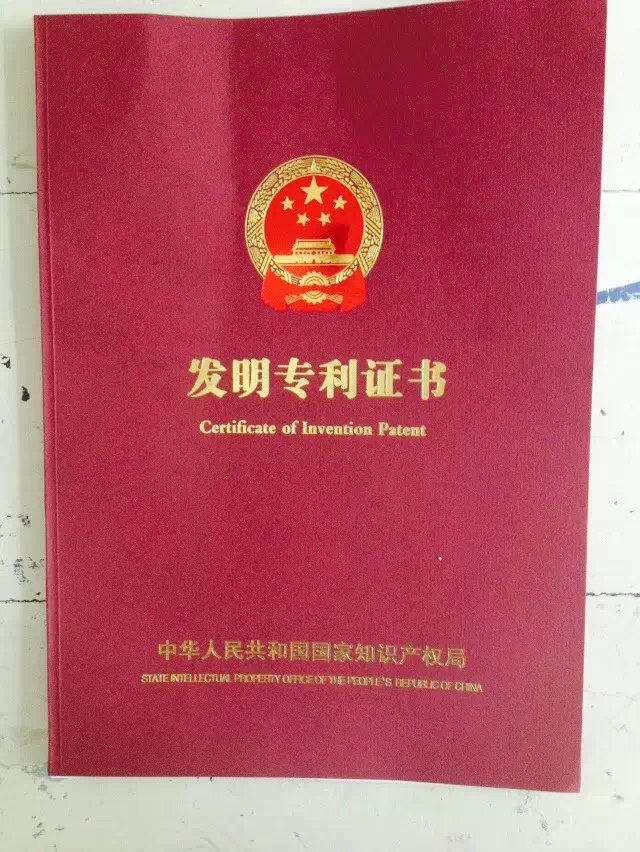 发明专利证书
Certificate of Invention Patent
中华人民共和国国家知识产权局
STATE INTELLECTUAL PROPERTY OFFICE OF THE PEOPLE'S REPUBLIC OF CHINA